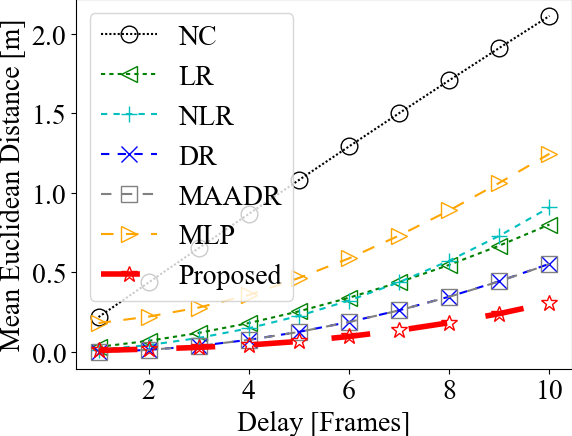 Mean Euclidean Distance [m]
2.0
1.5
1.0
0.5
0.0
NC
LR
NLR
DR
MAADR
MLP
Proposed
2 4 6 8 10
Delay [Frames]